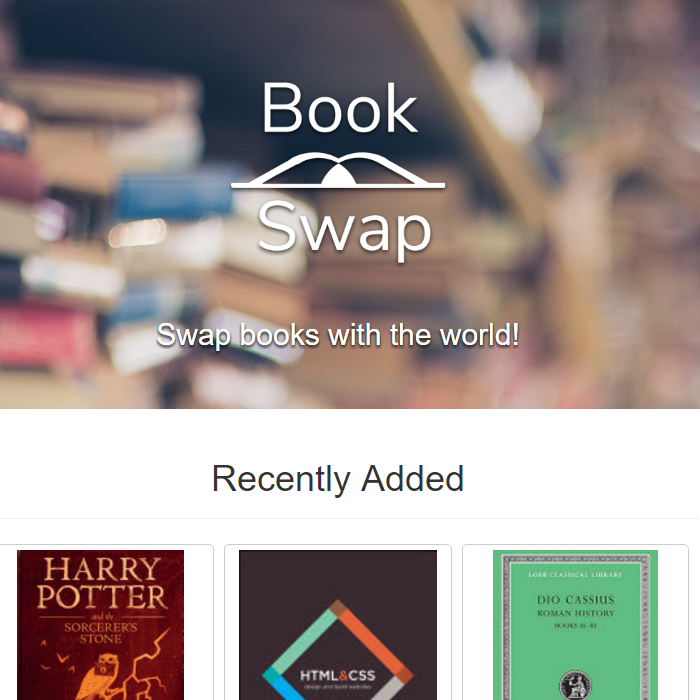 Book
Swap
Swap books with the world!
Recently Added
HARRY
POTTER
and the
SORCERER'S
STONE
HTML&CSS
design and build websites
LOEB CLASSICAL LIBRARY
DIO CASSIUS
ROMAN HISTORY
BOOKS 36–40